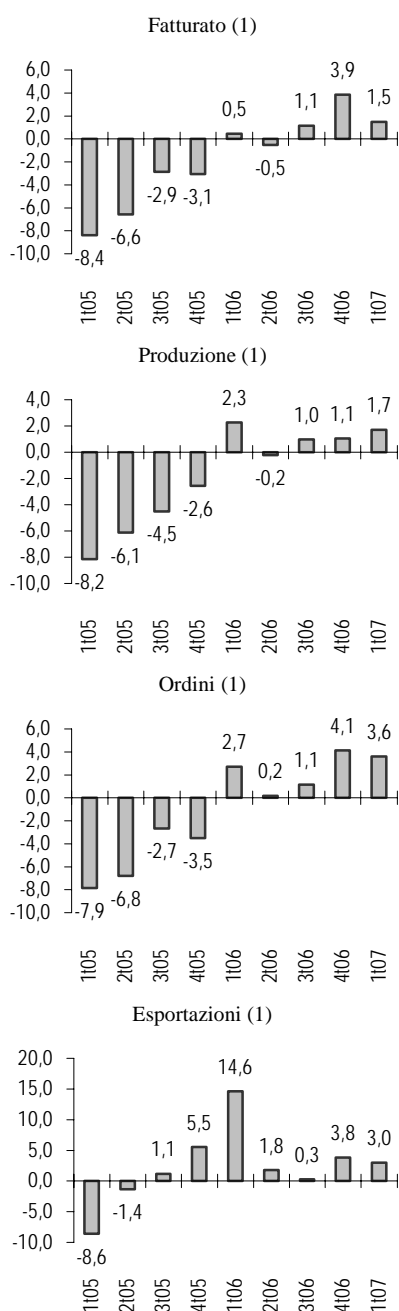 Fatturato (1)
6,0
4,0
2,0
0,0
-2,0
-4,0
-6,0
-8,0
-10,0
-8,4
-6,6
-2,9
-3,1
0,5
-0,5
1,1
3,9
1,5
1t05
2t05
3t05
4t05
1t06
2t06
3t06
4t06
1t07
Produzione (1)
4,0
2,0
0,0
-2,0
-4,0
-6,0
-8,0
-10,0
-8,2
-6,1
-4,5
-2,6
2,3
-0,2
1,0
1,1
1,7
1t05
2t05
3t05
4t05
1t06
2t06
3t06
4t06
1t07
Ordini (1)
6,0
4,0
2,0
0,0
-2,0
-4,0
-6,0
-8,0
-10,0
-7,9
-6,8
-2,7
-3,5
2,7
0,2
1,1
4,1
3,6
1t05
2t05
3t05
4t05
1t06
2t06
3t06
4t06
1t07
Esportazioni (1)
20,0
15,0
10,0
5,0
0,0
-5,0
-10,0
-8,6
-1,4
1,1
5,5
14,6
1,8
0,3
3,8
3,0
1t05
2t05
3t05
4t05
1t06
2t06
3t06
4t06
1t07